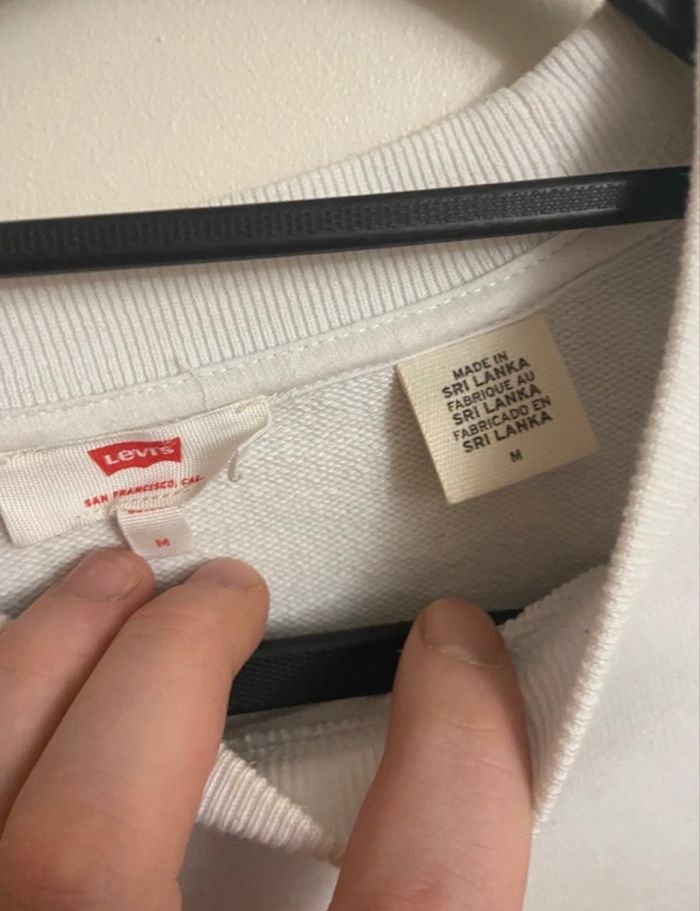 Levi's
SAN FRANCISCO, CAL.
M
MADE IN
SRI LANKA
FABRIQUE AU
SRI LANKA
FABRICADO EN
SRI LANKA
M